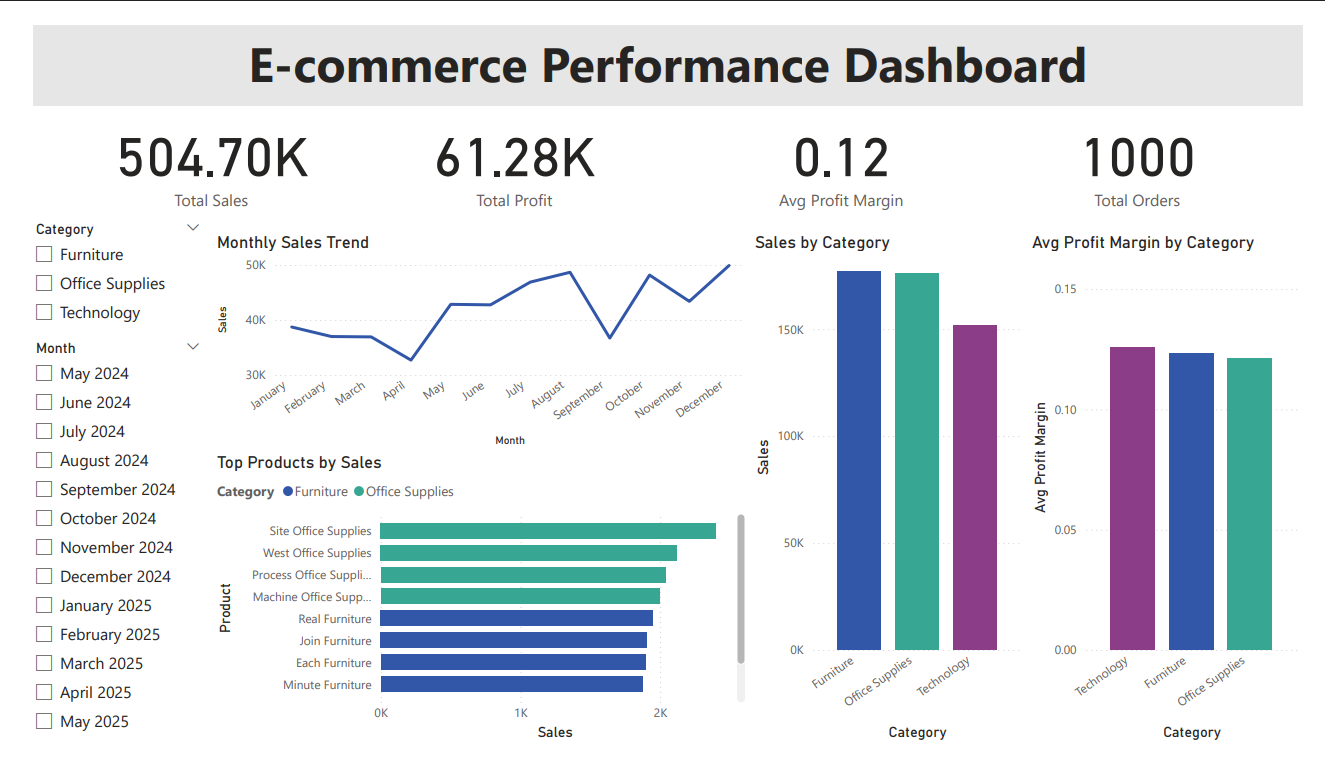 E-commerce Performance Dashboard
504.70K
Total Sales
61.28K
Total Profit
0.12
Avg Profit Margin
1000
Total Orders
Category
Furniture
Office Supplies
Technology
Month
May 2024
June 2024
July 2024
August 2024
September 2024
October 2024
November 2024
December 2024
January 2025
February 2025
March 2025
April 2025
May 2025
Monthly Sales Trend
Sales
50K
40K
30K
January
February
March
April
May
June
July
August
September
October
November
December
Month
Top Products by Sales
Category Furniture Office Supplies
Product
Site Office Supplies
West Office Supplies
Process Office Suppli...
Machine Office Supp...
Real Furniture
Join Furniture
Each Furniture
Minute Furniture
0K 1K 2K
Sales
Sales by Category
Sales
150K
100K
50K
0K
Furniture
Office Supplies
Technology
Category
Avg Profit Margin by Category
Avg Profit Margin
0.15
0.10
0.05
0.00
Technology
Furniture
Office Supplies
Category